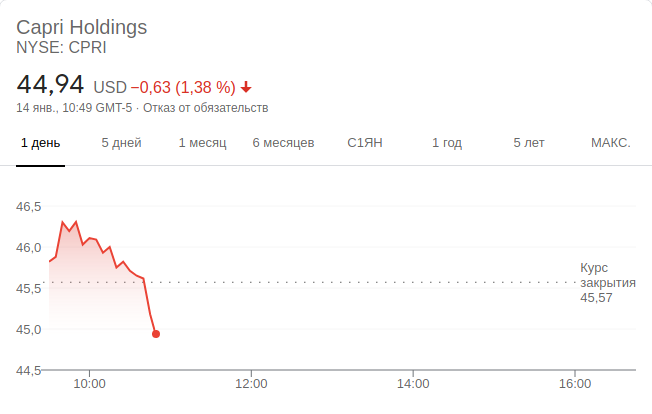 Capri Holdings
NYSE: CPRI
44,94 USD −0,63 (1,38 %)
14 янв., 10:49 GMT-5 · Отказ от обязательств
1 день 5 дней 1 месяц 6 месяцев С1ЯН 1 год 5 лет МАКС.
46,5
46,0
45,5
45,0
44,5
Курс
закрытия
45,57
10:00 12:00 14:00 16:00